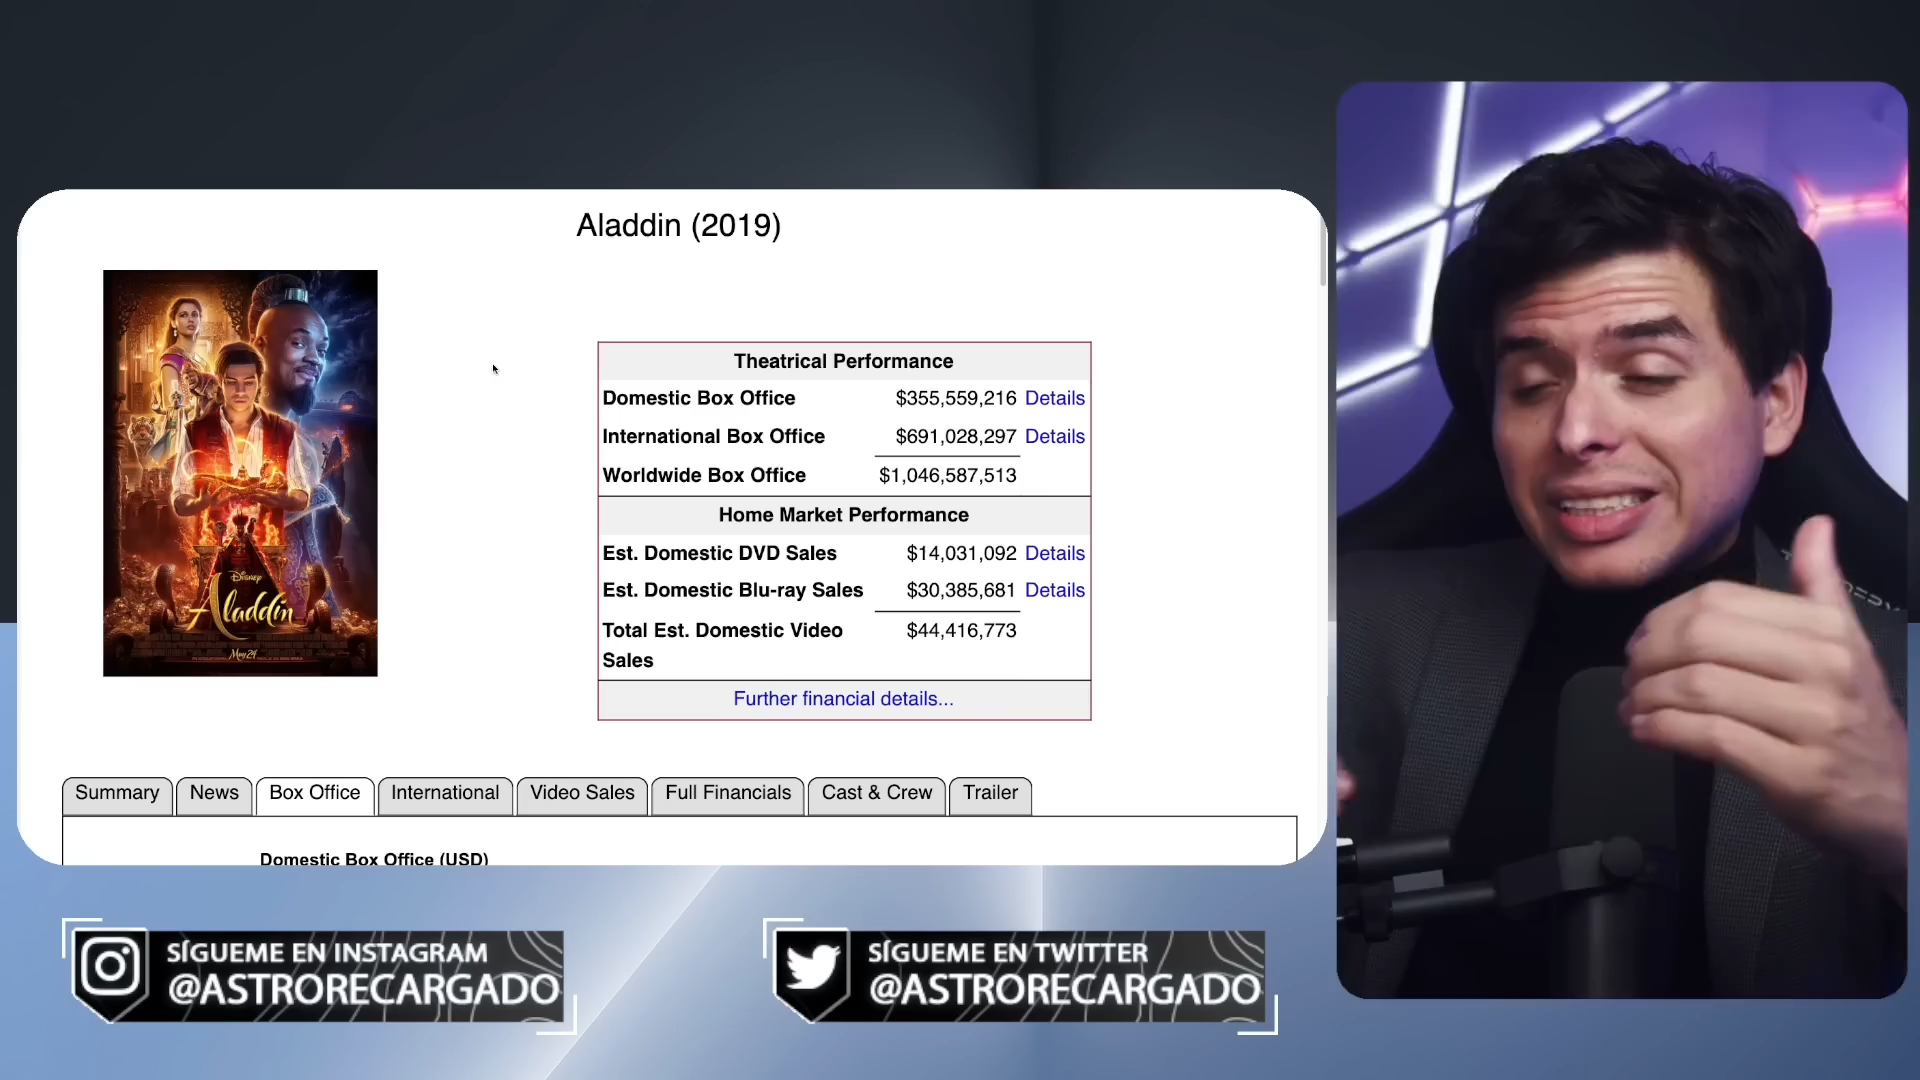 Aladdin (2019)
DISNEY
Aladdin
May 24
Theatrical Performance
Domestic Box Office $355,559,216 Details
International Box Office $691,028,297 Details
Worldwide Box Office $1,046,587,513
Home Market Performance
Est. Domestic DVD Sales $14,031,092 Details
Est. Domestic Blu-ray Sales $30,385,681 Details
Total Est. Domestic Video
Sales $44,416,773
Further financial details...
Summary News Box Office International Video Sales Full Financials Cast & Crew Trailer
Domestic Box Office (USD)
SÍGUEME EN INSTAGRAM
@ASTRORECARGADO
SÍGUEME EN TWITTER
@ASTRORECARGADO